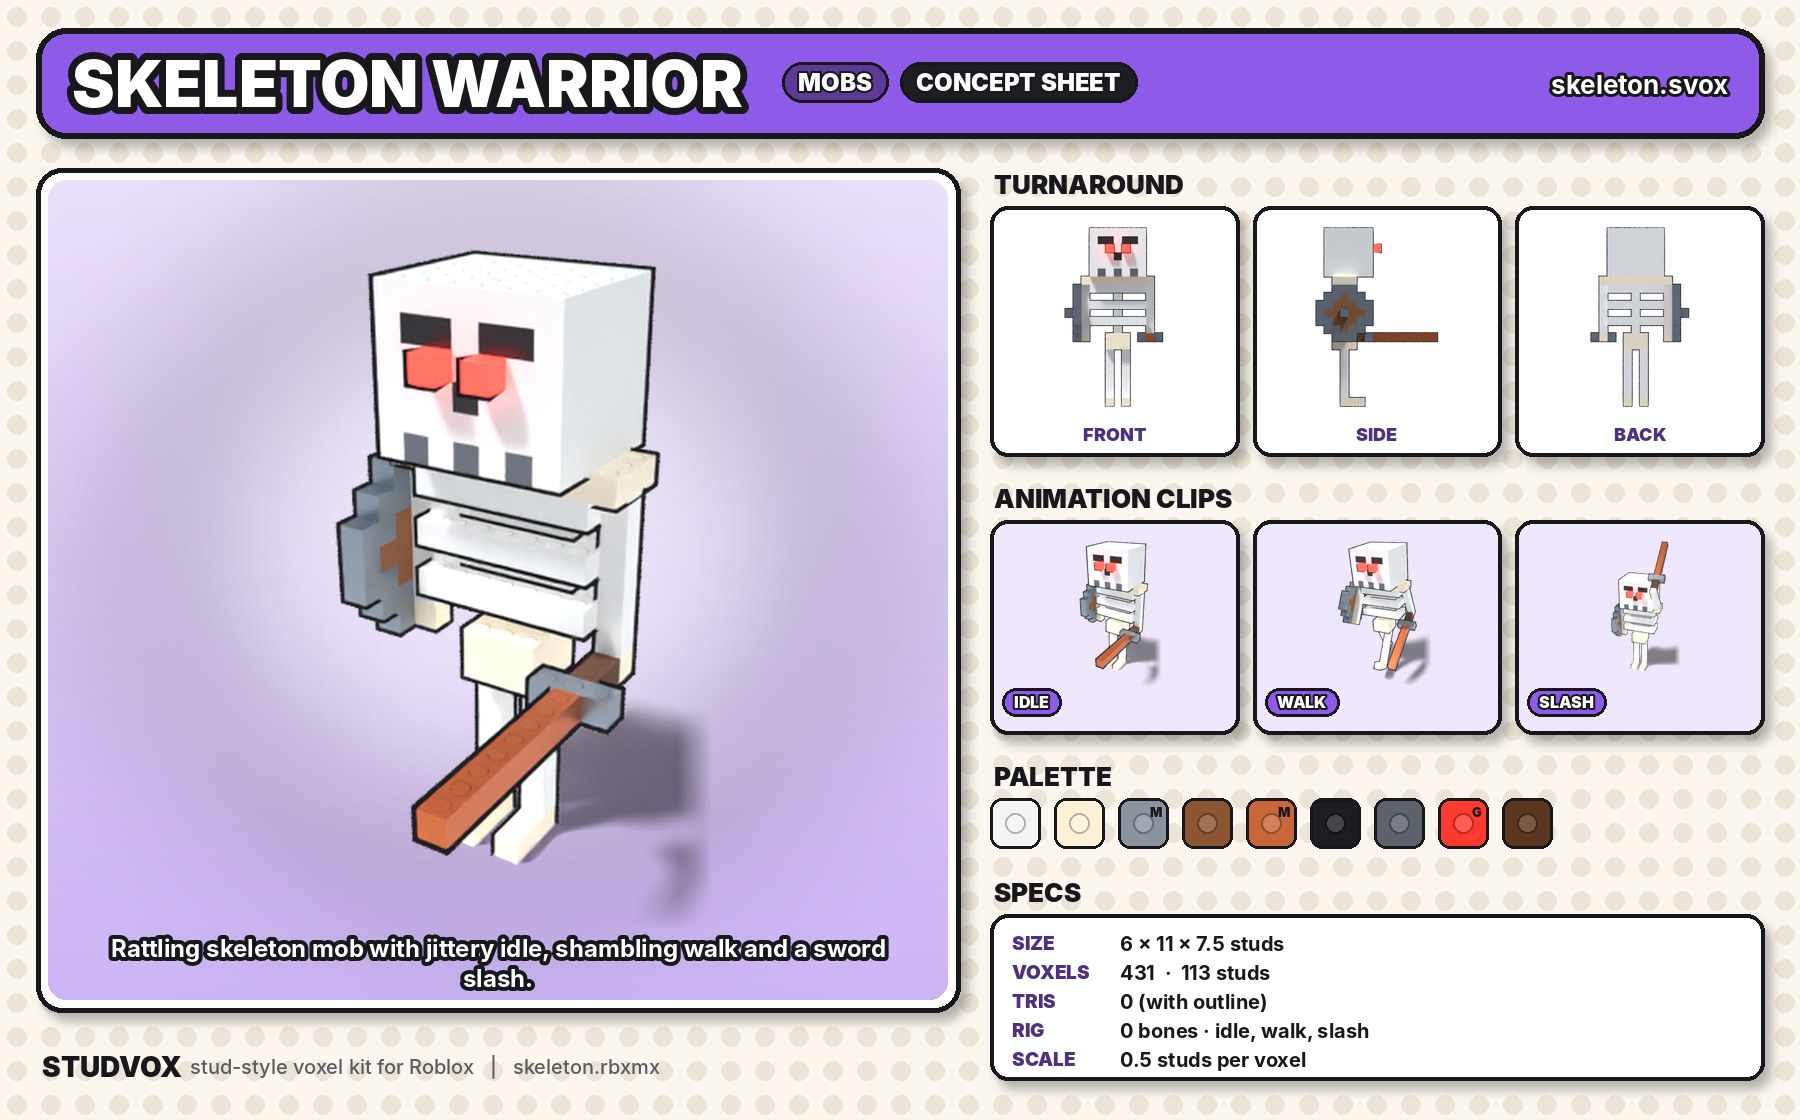 SKELETON WARRIOR
MOBS
CONCEPT SHEET
skeleton.svox
Rattling skeleton mob with jittery idle, shambling walk and a sword
slash.
TURNAROUND
FRONT
SIDE
BACK
ANIMATION CLIPS
IDLE
WALK
SLASH
PALETTE
M
M
G
SPECS
SIZE 6 × 11 × 7.5 studs
VOXELS 431 · 113 studs
TRIS 0 (with outline)
RIG 0 bones · idle, walk, slash
SCALE 0.5 studs per voxel
STUDVOX stud-style voxel kit for Roblox | skeleton.rbxmx